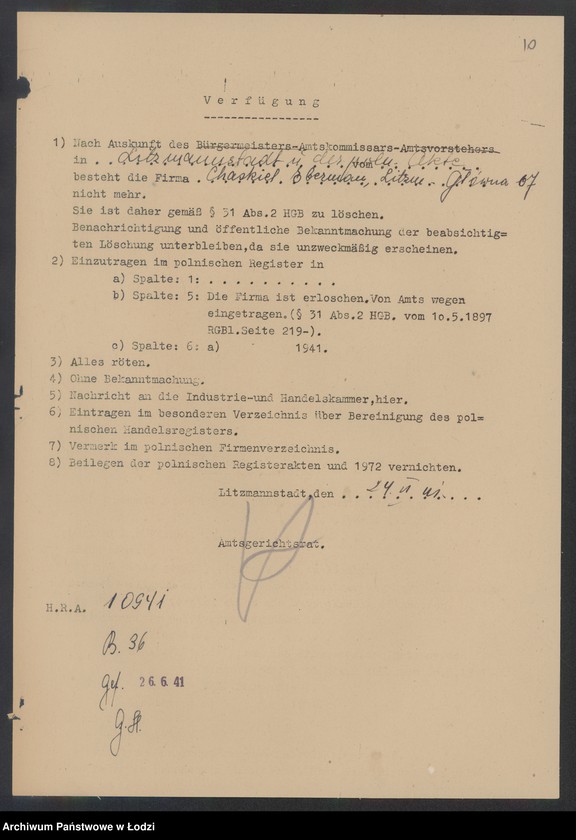 10
Verfügung
1) Nach Auskunft des Bürgermeisters-Amtskommissars-Amtsvorstehers
in . . Litzmannstadt u. der poln. Akte. . .
vom
besteht die Firma . Chaskiel Eberman, Litzm. . Główna 67
nicht mehr.
Sie ist daher gemäß § 31 Abs.2 HGB zu löschen.
Benachrichtigung und öffentliche Bekanntmachung der beabsichtig=
ten Löschung unterbleiben,da sie unzweckmäßig erscheinen.
2) Einzutragen im polnischen Register in
a) Spalte: 1: . . . . . . . . . .
b) Spalte: 5: Die Firma ist erloschen.Von Amts wegen
eingetragen.(§ 31 Abs.2 HGB. vom 10.5.1897
RGBl.Seite 219-).
c) Spalte: 6: a) 1941.
3) Alles röten.
4) Ohne Bekanntmachung.
5) Nachricht an die Industrie-und Handelskammer,hier.
6) Eintragen im besonderen Verzeichnis über Bereinigung des pol=
nischen Handelsregisters.
7) Vermerk im polnischen Firmenverzeichnis.
8) Beilegen der polnischen Registerakten und 1972 vernichten.
Litzmannstadt,den . . 24. VI. 41. . . .
Amtsgerichtsrat.
H.R.A. 10941
B. 36
gef. 26.6.41
Archiwum Państwowe w Łodzi